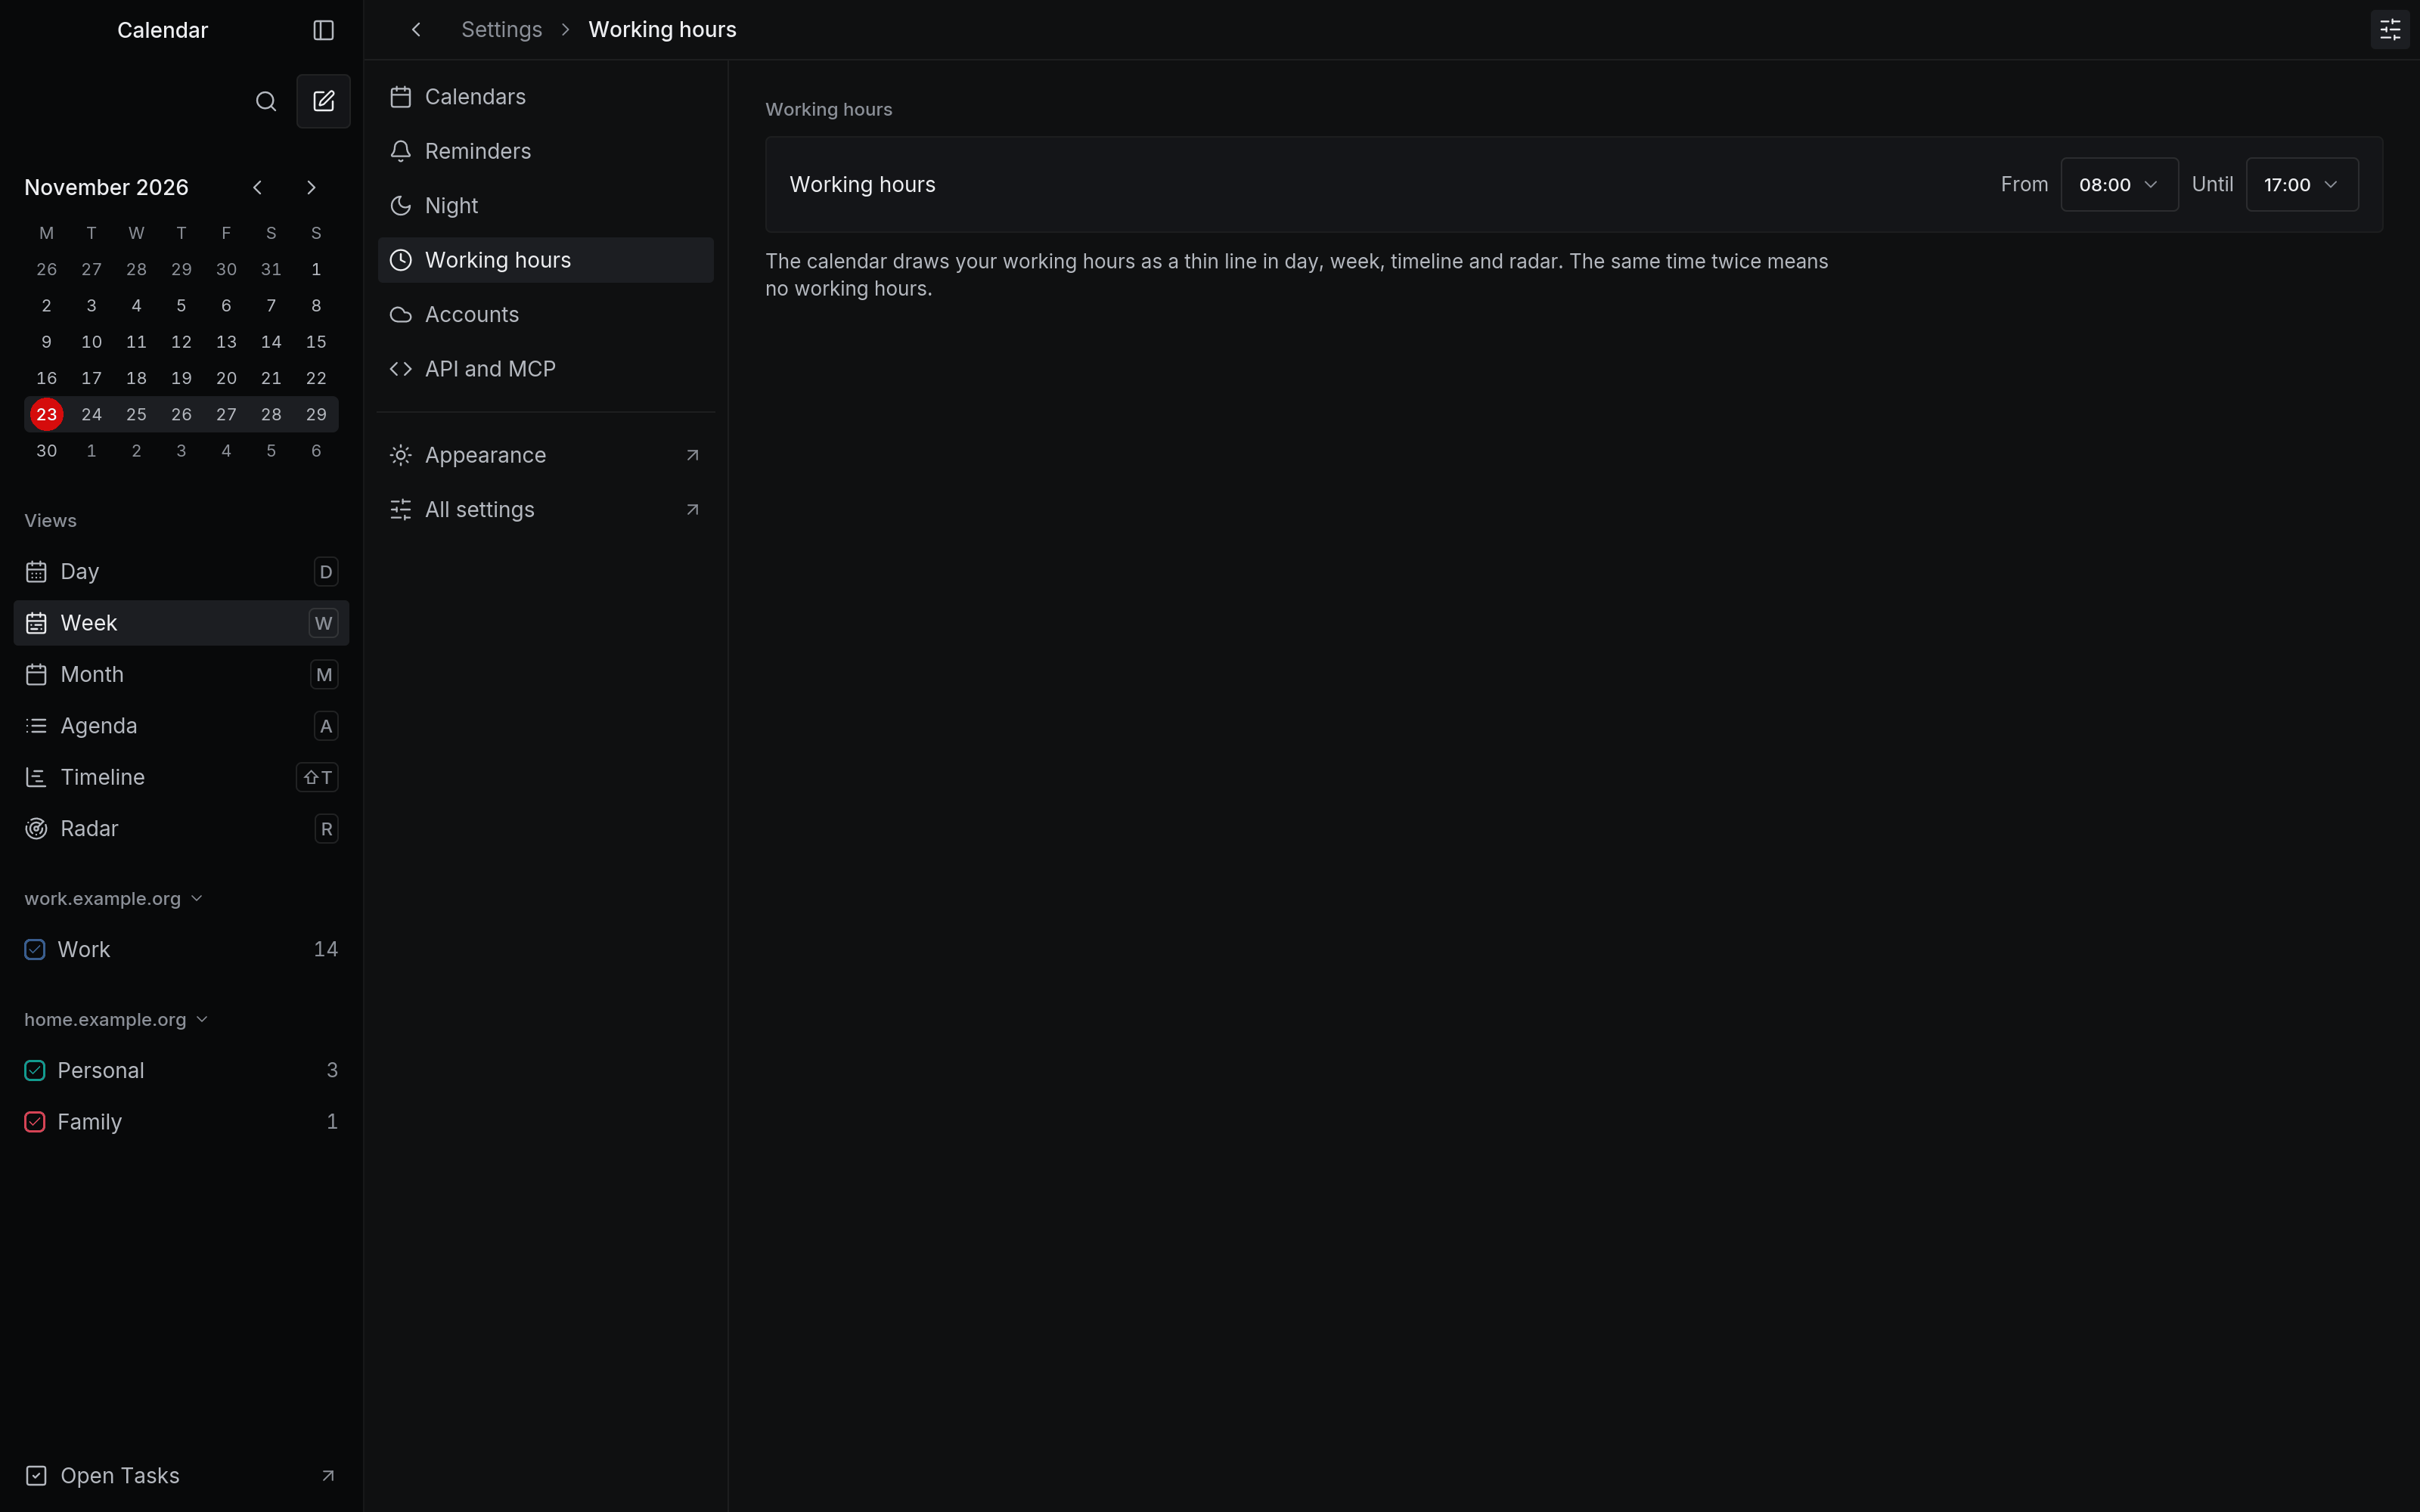 Calendar
November 2026
M T W T F S S
26 27 28 29 30 31 1
2 3 4 5 6 7 8
9 10 11 12 13 14 15
16 17 18 19 20 21 22
23 24 25 26 27 28 29
30 1 2 3 4 5 6
Views
Day D
Week W
Month M
Agenda A
Timeline ⇧T
Radar R
work.example.org
Work 14
home.example.org
Personal 3
Family 1
Open Tasks
Settings > Working hours
Calendars
Reminders
Night
Working hours
Accounts
API and MCP
Appearance
All settings
Working hours
Working hours From 08:00 Until 17:00
The calendar draws your working hours as a thin line in day, week, timeline and radar. The same time twice means
no working hours.